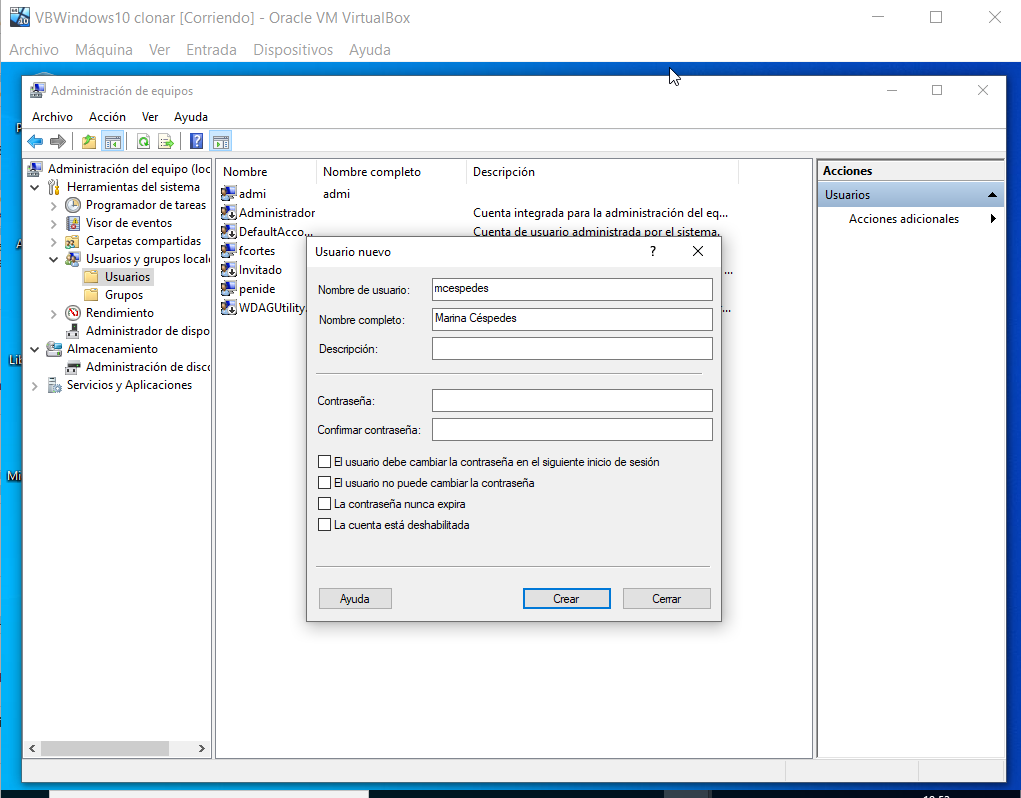 VBWindows10 clonar [Corriendo] - Oracle VM VirtualBox
Archivo Máquina Ver Entrada Dispositivos Ayuda
Administración de equipos
Archivo Acción Ver Ayuda
Administración del equipo (loc
Herramientas del sistema
Programador de tareas
Visor de eventos
Carpetas compartidas
Usuarios y grupos locale
Usuarios
Grupos
Rendimiento
Administrador de dispo
Almacenamiento
Administración de disco
Servicios y Aplicaciones
Nombre Nombre completo Descripción
admi admi
Administrador Cuenta integrada para la administración del eq...
DefaultAcco... Cuenta de usuario administrada por el sistema.
fcortes
Invitado ...
penide
WDAGUtility. ...
Acciones
Usuarios
Acciones adicionales
Usuario nuevo ?
Nombre de usuario: mcespedes
Nombre completo: Marina Céspedes
Descripción:
Contraseña:
Confirmar contraseña:
El usuario debe cambiar la contraseña en el siguiente inicio de sesión
El usuario no puede cambiar la contraseña
La contraseña nunca expira
La cuenta está deshabilitada
Ayuda Crear Cerrar
Lib
Mi